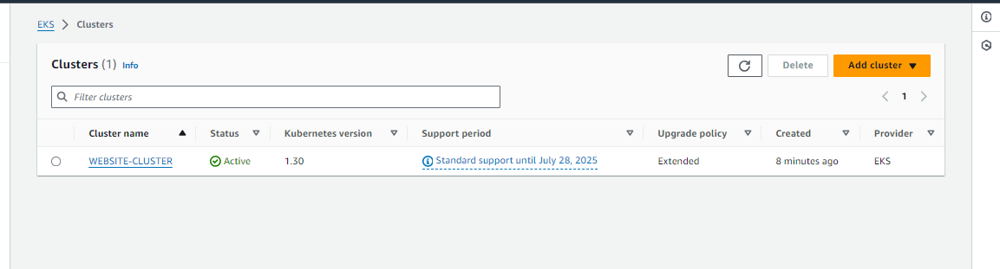 EKS > Clusters
Clusters (1) Info
Delete
Add cluster
Filter clusters
1
Cluster name Status Kubernetes version Support period Upgrade policy Created Provider
WEBSITE-CLUSTER Active 1.30 Standard support until July 28, 2025 Extended 8 minutes ago EKS